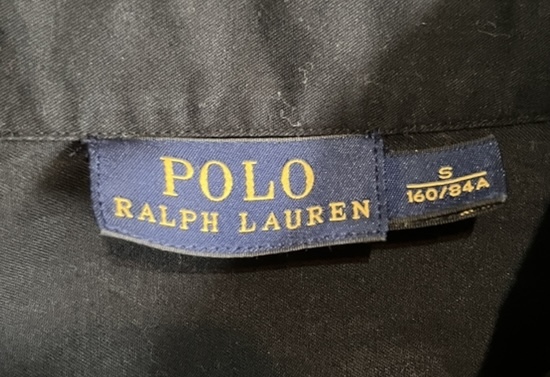 POLO
RALPH LAUREN
S
160/84A